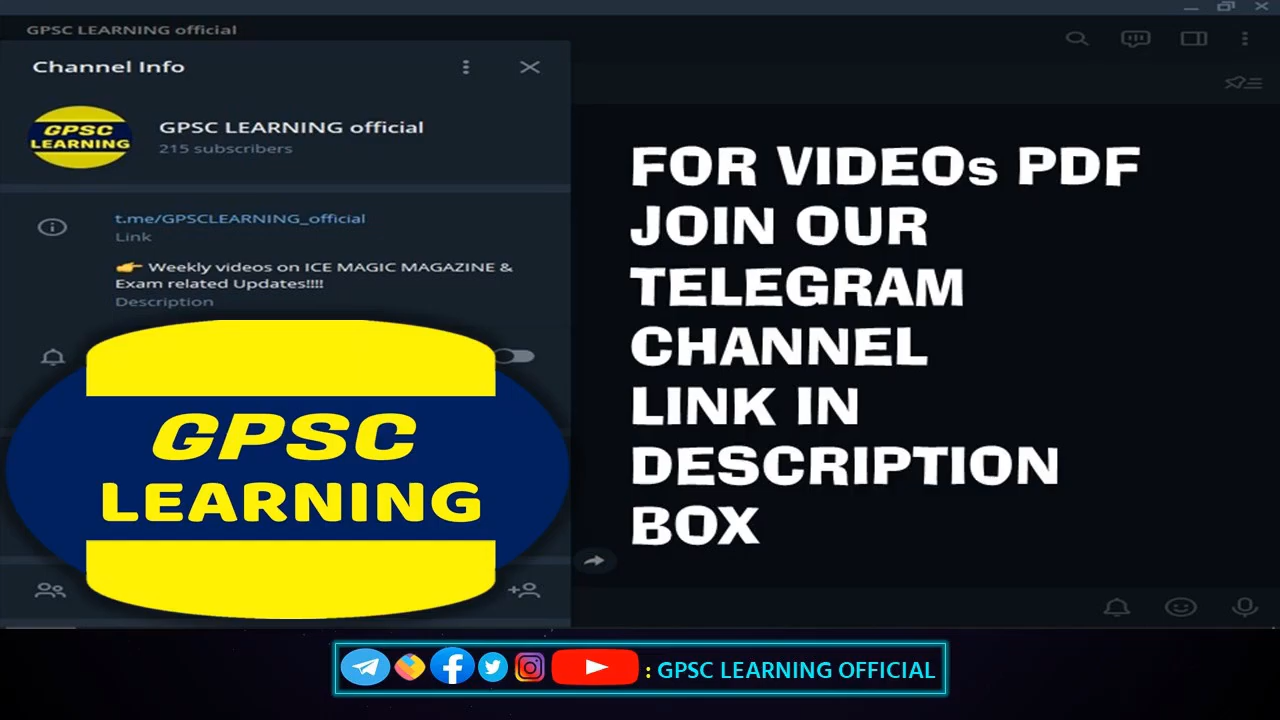 GPSC LEARNING official
Channel Info
GPSC
LEARNING
GPSC LEARNING official
215 subscribers
t.me/GPSCLEARNING_official
Link
👉 Weekly videos on ICE MAGIC MAGAZINE &
Exam related Updates!!!!
Description
GPSC
LEARNING
FOR VIDEOs PDF
JOIN OUR
TELEGRAM
CHANNEL
LINK IN
DESCRIPTION
BOX
: GPSC LEARNING OFFICIAL